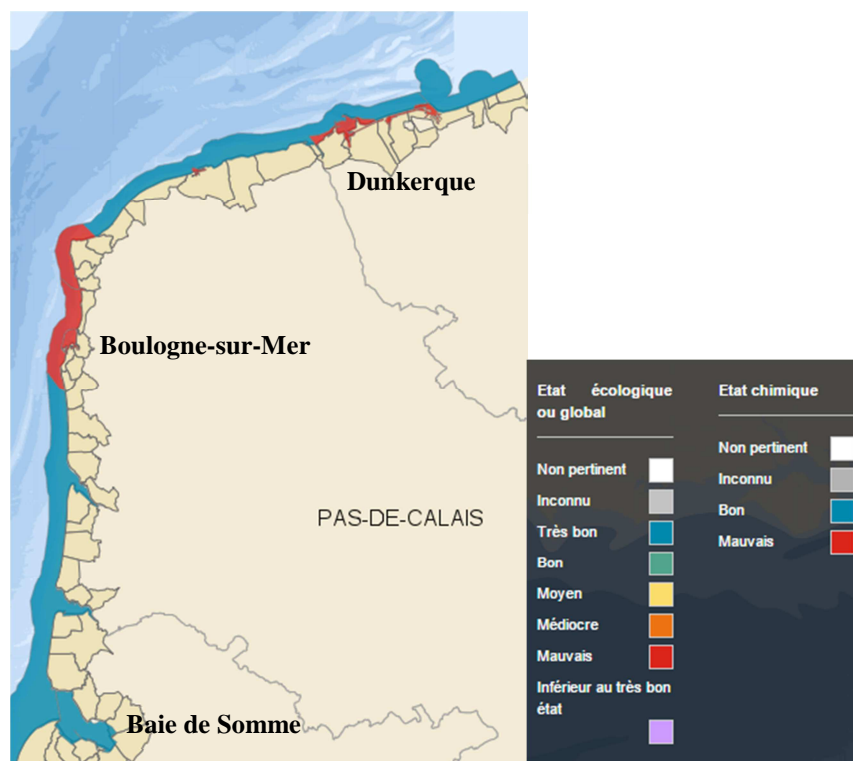 Dunkerque
Boulogne-sur-Mer
PAS-DE-CALAIS
Baie de Somme
Etat écologique
ou global
Non pertinent
Inconnu
Très bon
Bon
Moyen
Médiocre
Mauvais
Inférieur au très bon
état
Etat chimique
Non pertinent
Inconnu
Bon
Mauvais